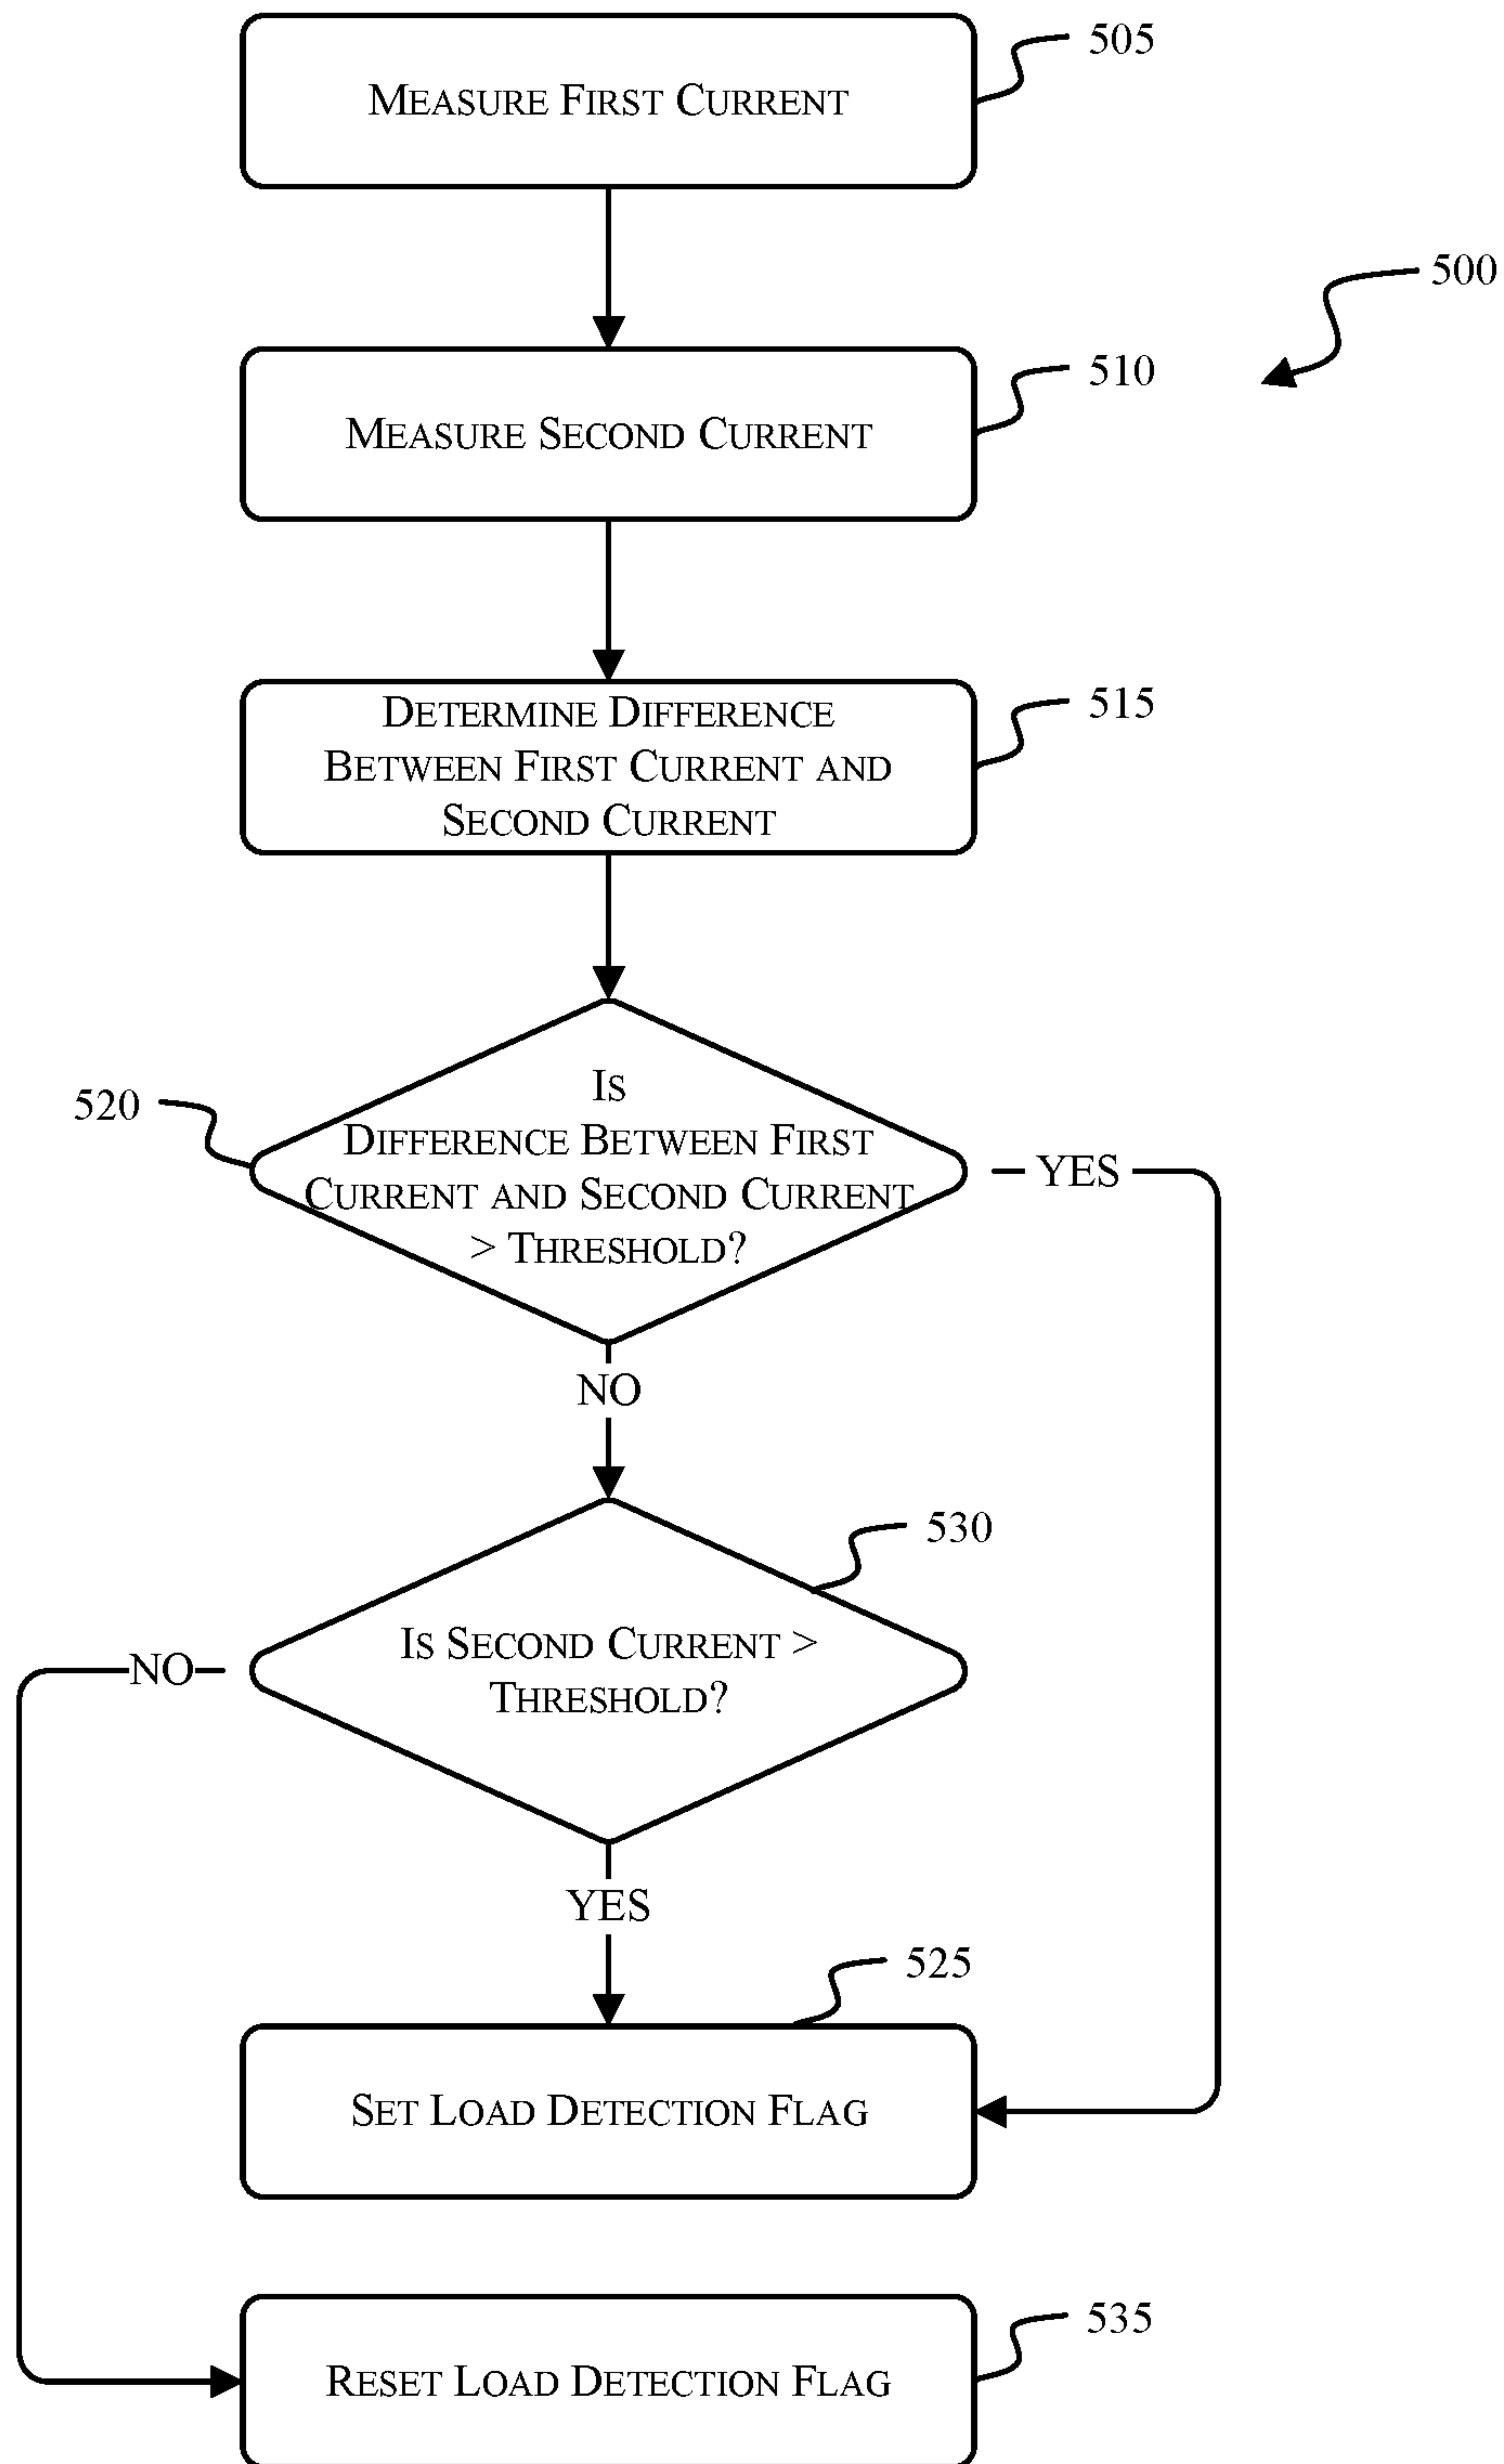 505
MEASURE FIRST CURRENT
500
510
MEASURE SECOND CURRENT
515
DETERMINE DIFFERENCE
BETWEEN FIRST CURRENT AND
SECOND CURRENT
520
IS
DIFFERENCE BETWEEN FIRST
CURRENT AND SECOND CURRENT
> THRESHOLD?
YES
NO
530
IS SECOND CURRENT >
THRESHOLD?
NO
YES
525
SET LOAD DETECTION FLAG
535
RESET LOAD DETECTION FLAG